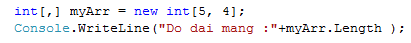 int[,] myArr = new int[5, 4];
Console.WriteLine("Do dai mang :"+myArr.Length );